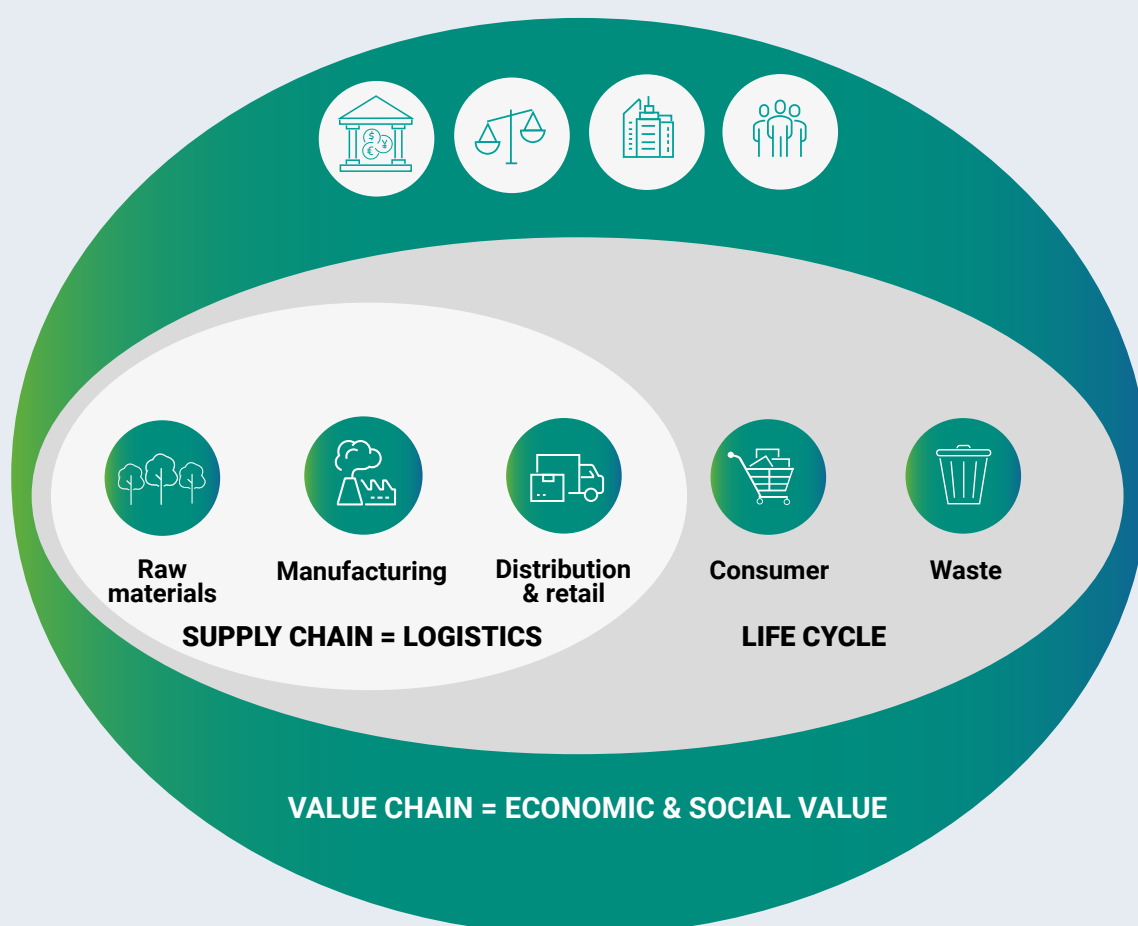 Raw
materials
Manufacturing
Distribution
& retail
Consumer
Waste
SUPPLY CHAIN = LOGISTICS
LIFE CYCLE
VALUE CHAIN = ECONOMIC & SOCIAL VALUE